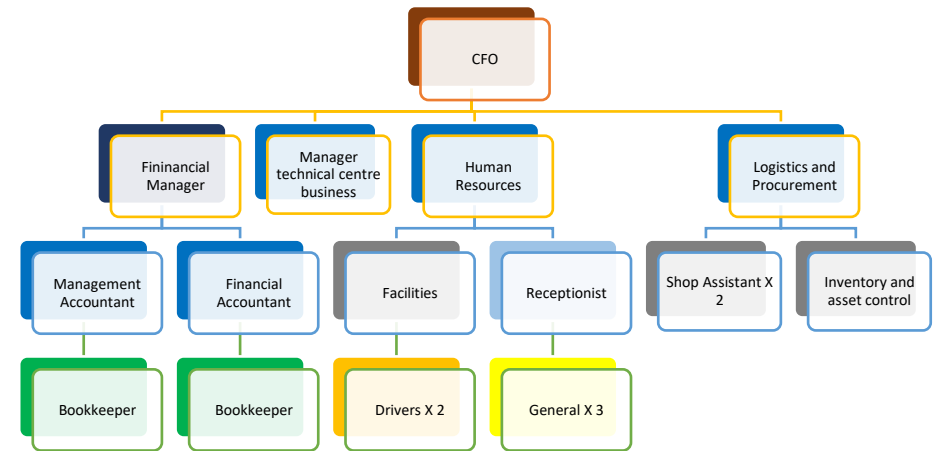 CFO
Fininancial
Manager
Manager
technical centre
business
Human
Resources
Logistics and
Procurement
Management
Accountant
Financial
Accountant
Facilities
Receptionist
Shop Assistant X
2
Inventory and
asset control
Bookkeeper
Bookkeeper
Drivers X 2
General X 3